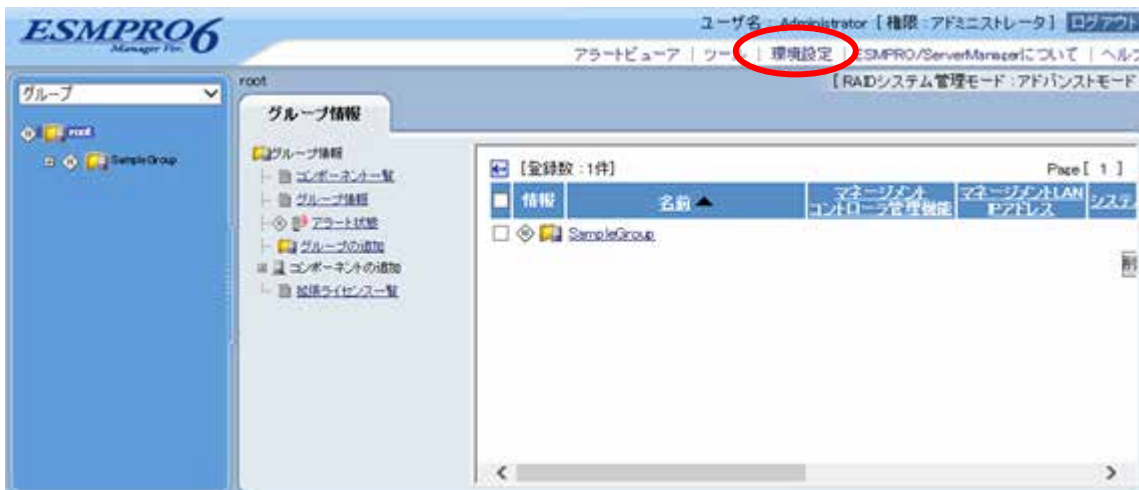 ESMPRO6
Manager Ver.
ユーザ名 : Administrator [ 権限 : アドミニストレータ ] ログアウト
アラートビューア | ツール | 環境設定 | ESMPRO/ServerManagerについて | ヘルプ
グループ
root
[ RAIDシステム管理モード : アドバンストモード
root
SampleGroup
グループ情報
グループ情報
コンポーネント一覧
グループ情報
アラート状態
グループの追加
コンポーネントの追加
拡張ライセンス一覧
[登録数 : 1件]
Page [ 1 ]
情報 名前▲ マネージメントコントローラ管理機能 マネージメントLAN IPアドレス システ
SampleGroup
削